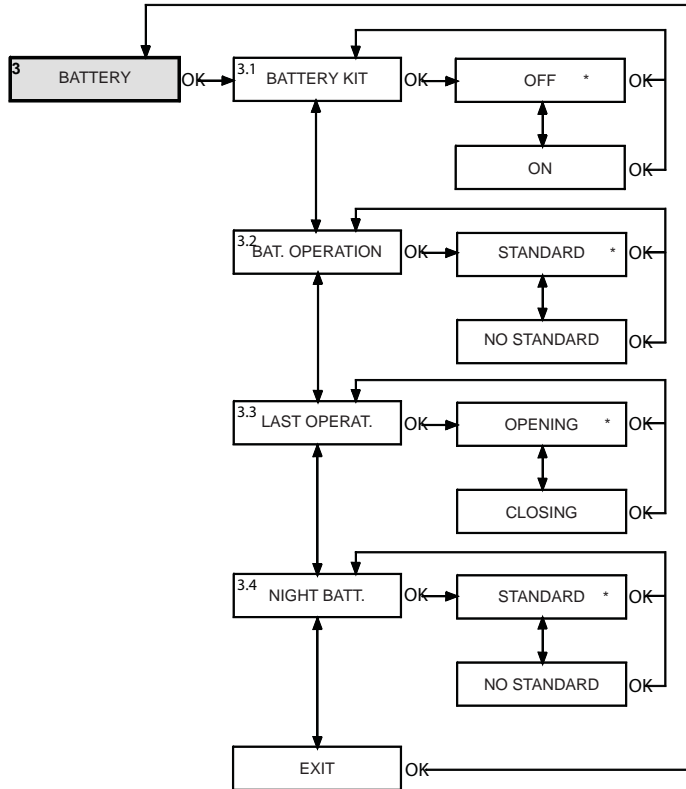 3 BATTERY OK 3.1 BATTERY KIT OK OFF * OK
ON OK
3.2 BAT. OPERATION OK STANDARD * OK
NO STANDARD OK
3.3 LAST OPERAT. OK OPENING * OK
CLOSING OK
3.4 NIGHT BATT. OK STANDARD * OK
NO STANDARD OK
EXIT OK